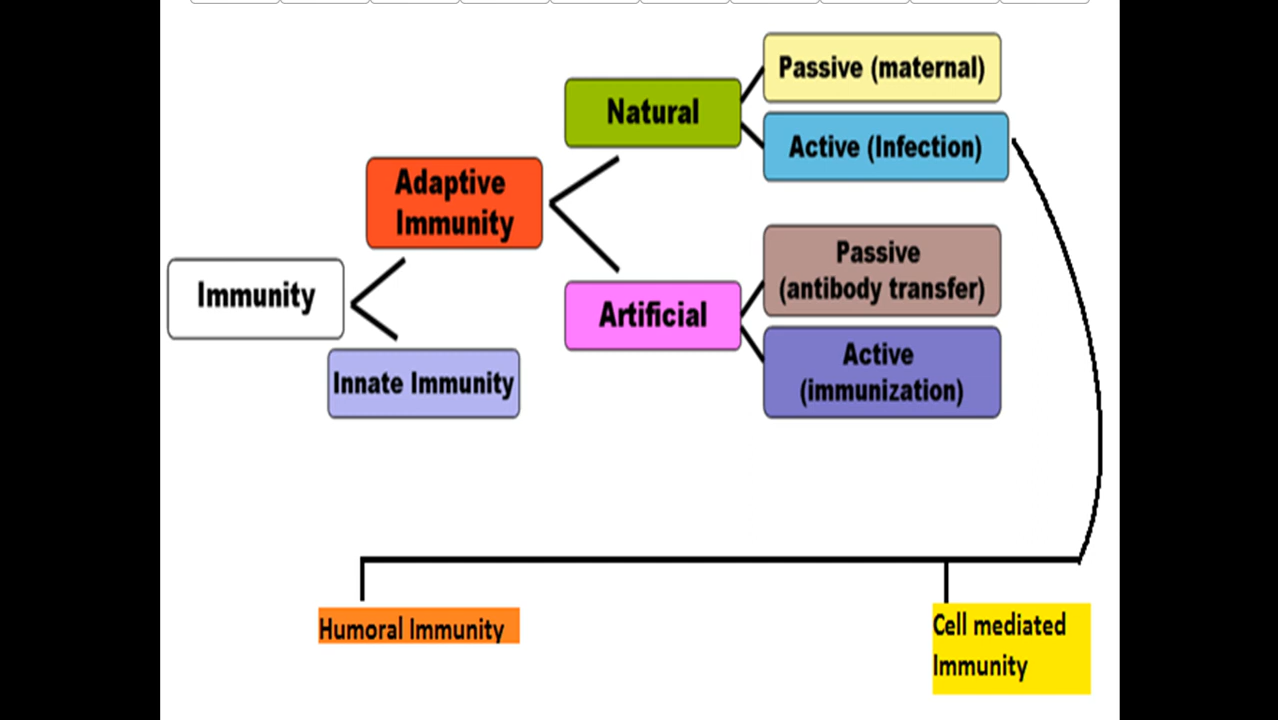 Passive (maternal)
Natural
Active (Infection)
Adaptive
Immunity
Passive
(antibody transfer)
Immunity
Artificial
Active
(immunization)
Innate Immunity
Humoral Immunity
Cell mediated
Immunity